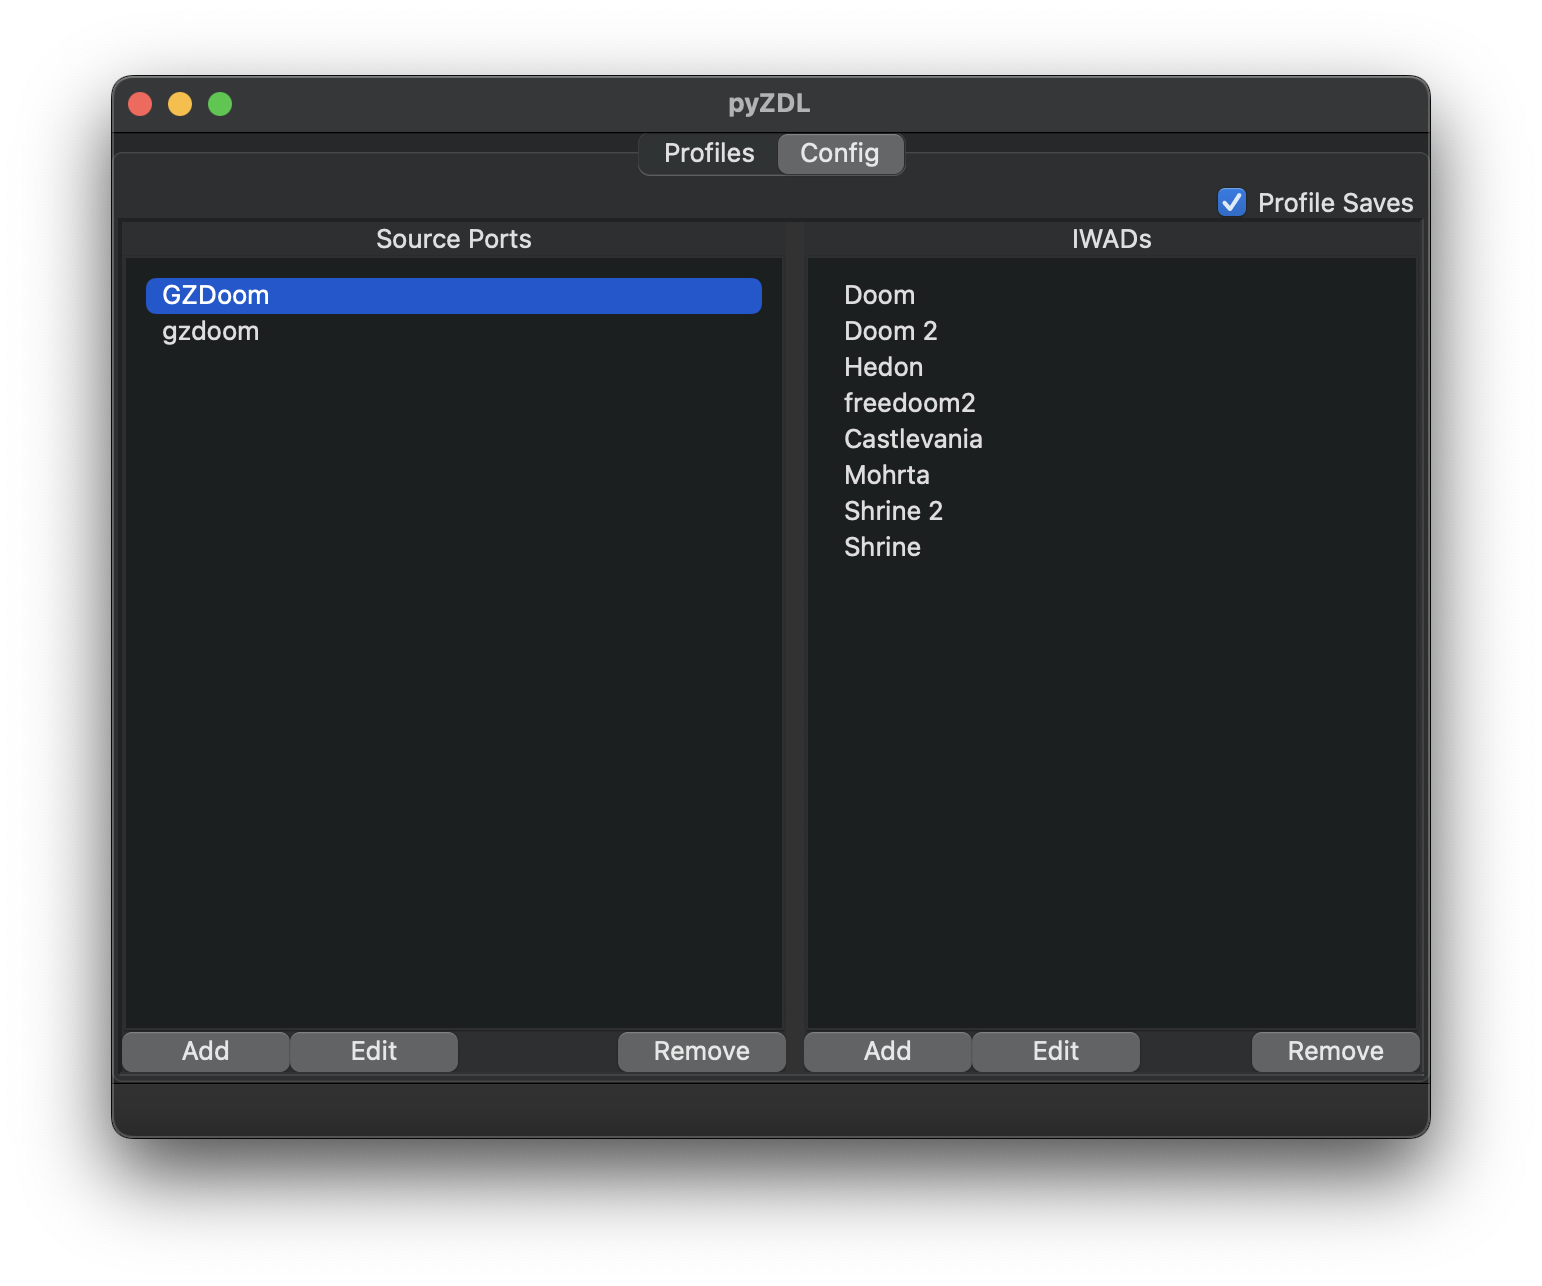 pyZDL
Profiles Config
Profile Saves
Source Ports
GZDoom
gzdoom
Add Edit Remove
IWADs
Doom
Doom 2
Hedon
freedoom2
Castlevania
Mohrta
Shrine 2
Shrine
Add Edit Remove